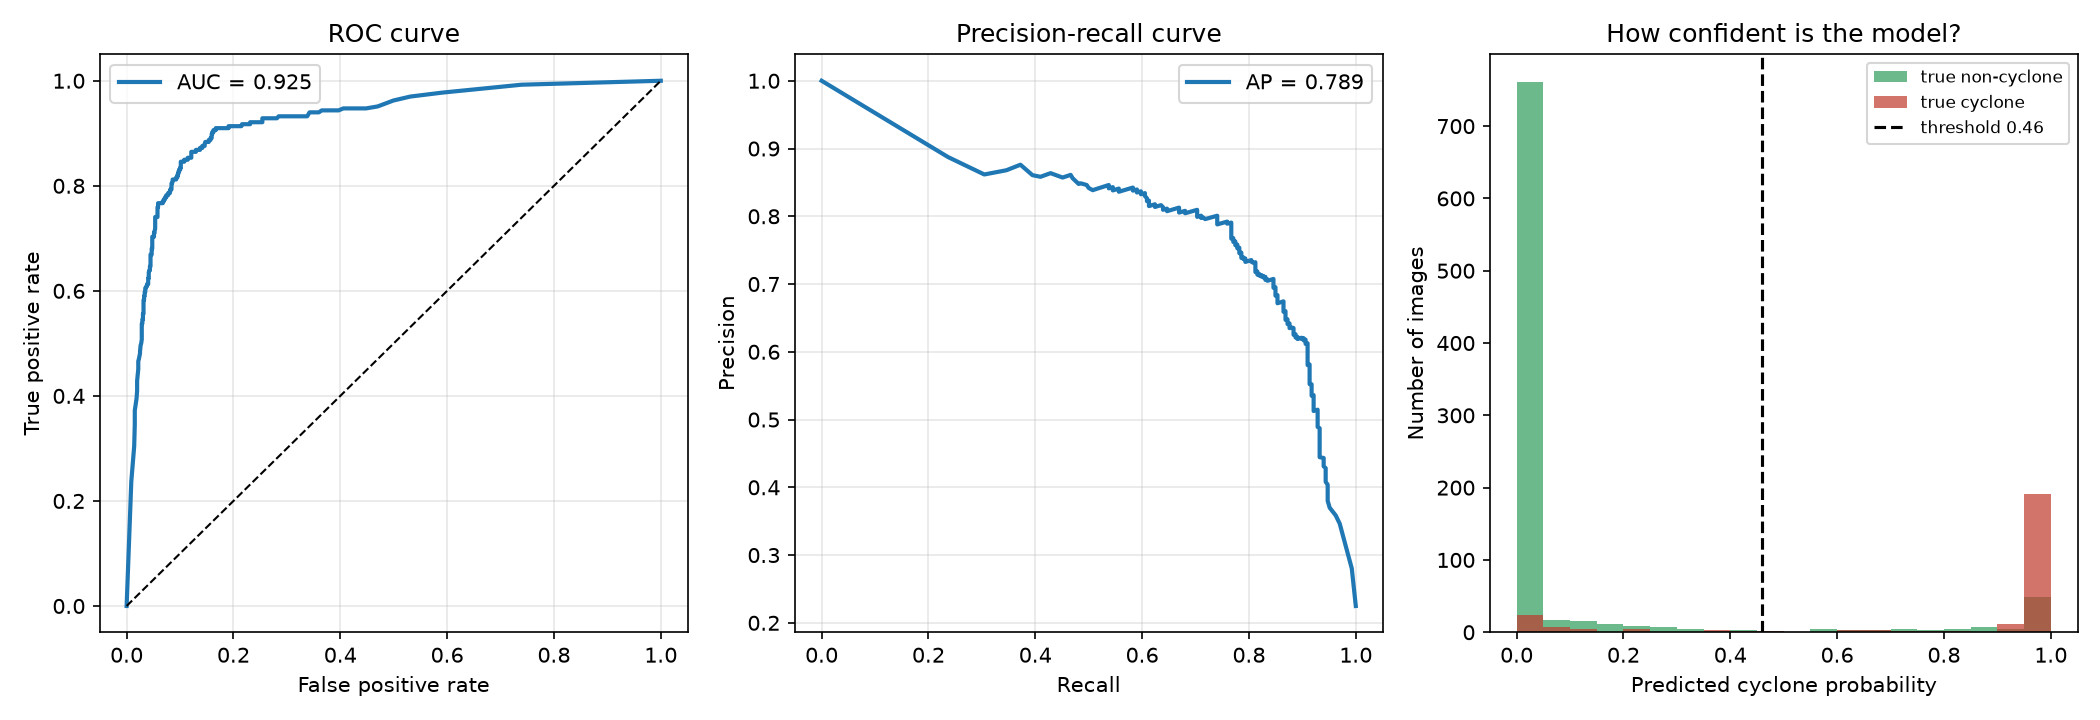 ROC curve
AUC = 0.925
1.0
0.8
0.6
0.4
0.2
0.0
True positive rate
0.0 0.2 0.4 0.6 0.8 1.0
False positive rate
Precision-recall curve
AP = 0.789
1.0
0.9
0.8
0.7
0.6
0.5
0.4
0.3
0.2
Precision
0.0 0.2 0.4 0.6 0.8 1.0
Recall
How confident is the model?
true non-cyclone
true cyclone
threshold 0.46
700
600
500
400
300
200
100
0
Number of images
0.0 0.2 0.4 0.6 0.8 1.0
Predicted cyclone probability